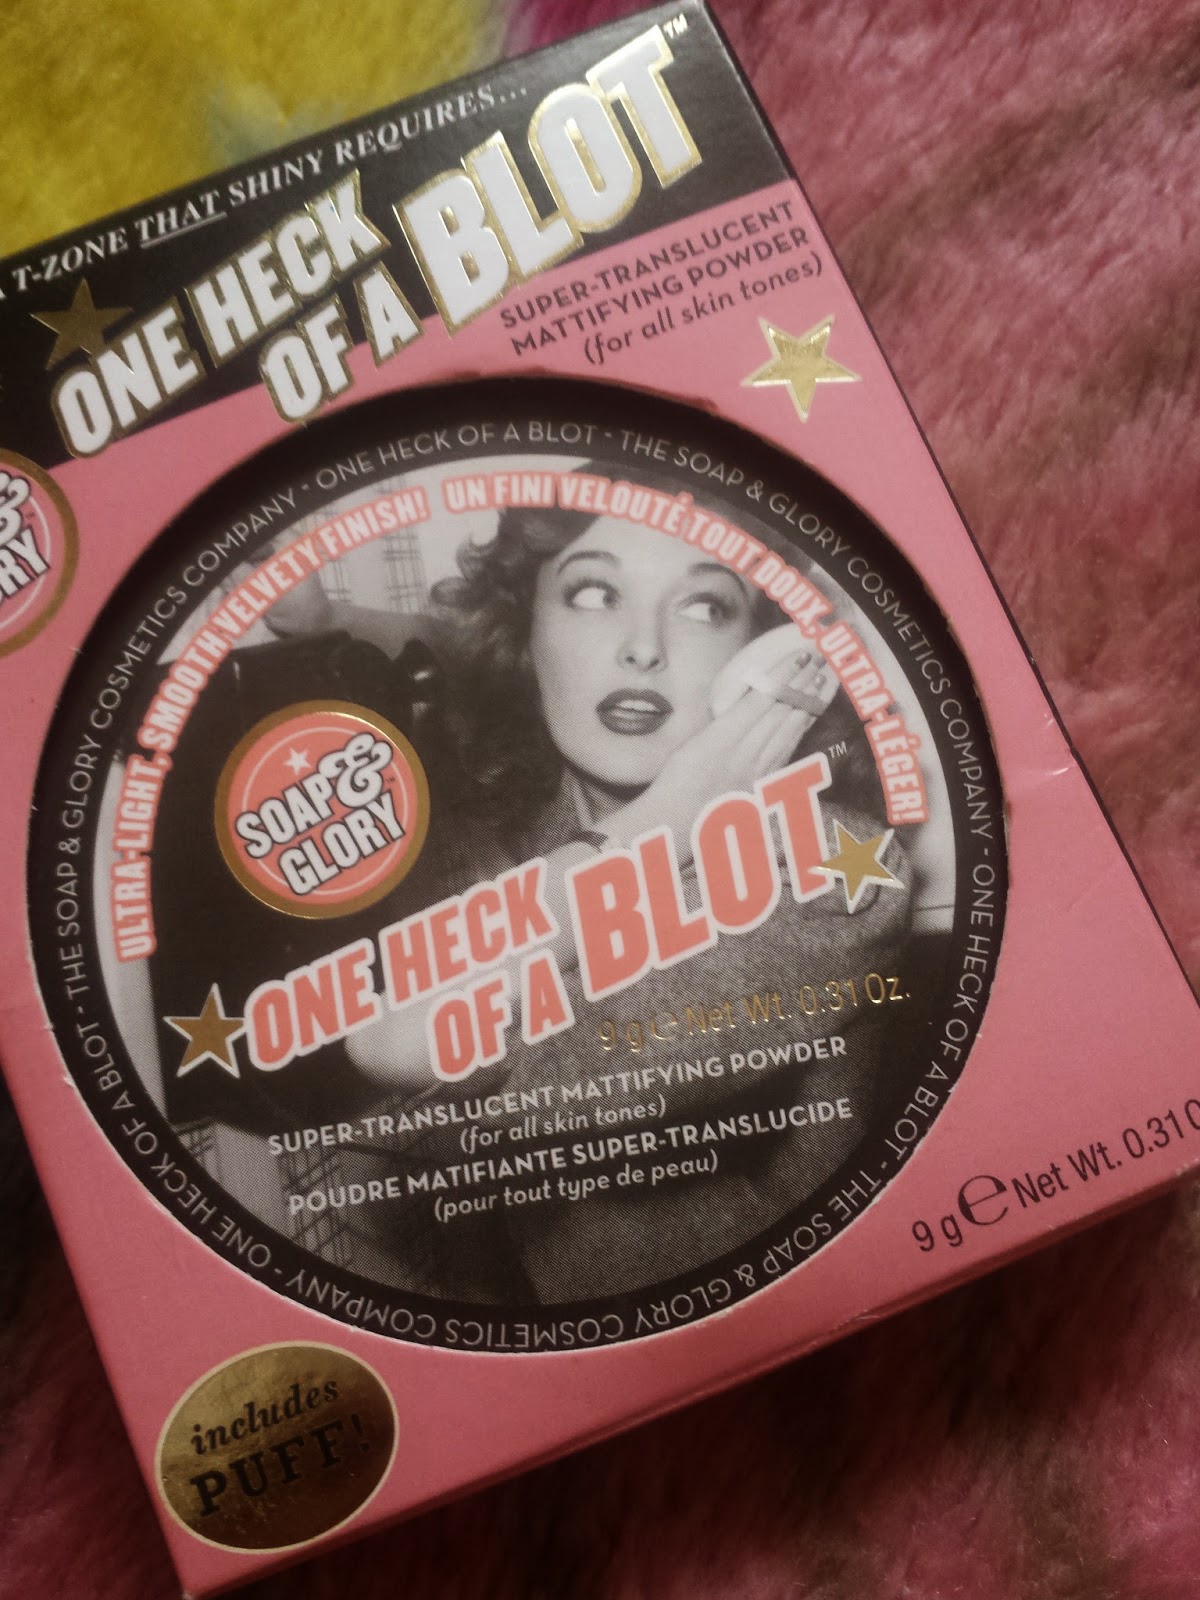 T-ZONE THAT SHINY REQUIRES...
ONE HECK
OF A BLOT™
SUPER-TRANSLUCENT
MATTIFYING POWDER
(for all skin tones)
ONE HECK OF A BLOT - THE SOAP & GLORY COSMETICS COMPANY - ONE HECK OF A BLOT - THE SOAP & GLORY COSMETICS COMPANY - ONE HECK OF A BLOT - THE SOAP & GLORY COSMETICS COMPANY -
ULTRA-LIGHT, SMOOTH VELVETY FINISH! UN FINI VELOUTÉ TOUT DOUX, ULTRA-LÉGER!
SOAP&
GLORY
ONE HECK
OF A BLOT™
9 g e Net Wt. 0.31 Oz.
SUPER-TRANSLUCENT MATTIFYING POWDER
(for all skin tones)
POUDRE MATIFIANTE SUPER-TRANSLUCIDE
(pour tout type de peau)
9 g e Net Wt. 0.31
includes
PUFF!